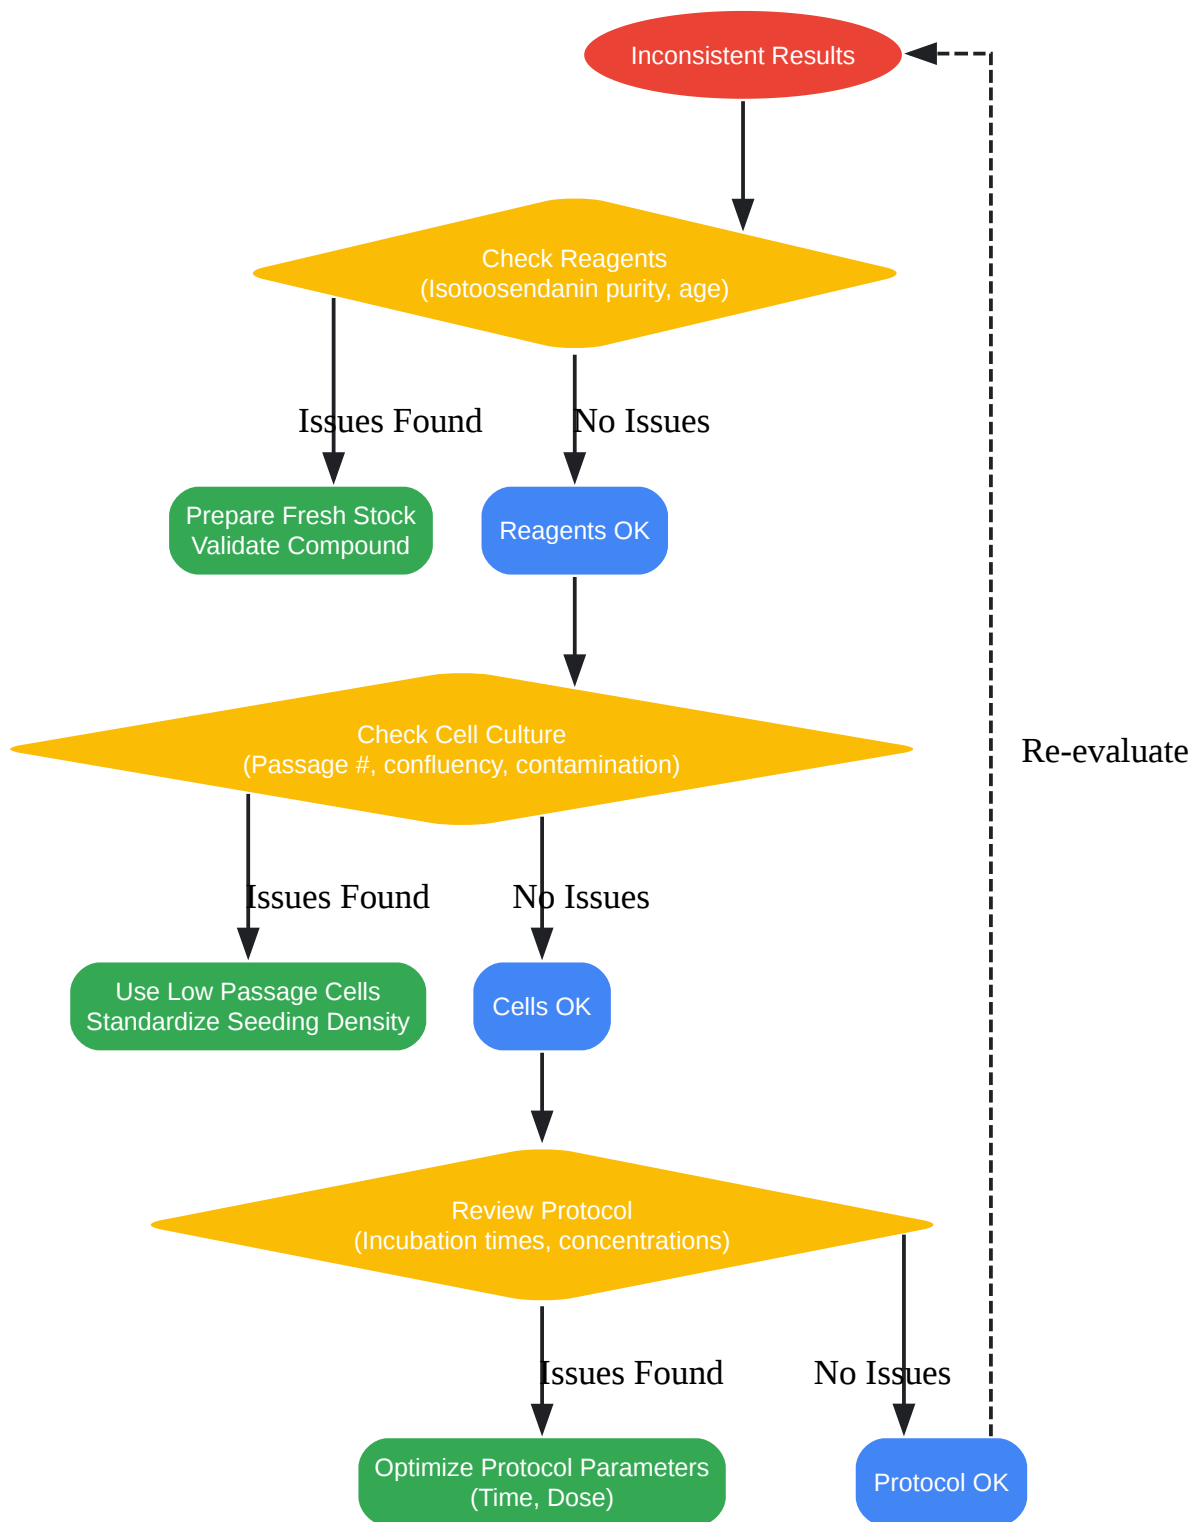 Inconsistent Results
Check Reagents
(Isotoosendanin purity, age)
Issues Found
No Issues
Prepare Fresh Stock
Validate Compound
Reagents OK
Check Cell Culture
(Passage #, confluency, contamination)
Re-evaluate
Issues Found
No Issues
Use Low Passage Cells
Standardize Seeding Density
Cells OK
Review Protocol
(Incubation times, concentrations)
Issues Found
No Issues
Optimize Protocol Parameters
(Time, Dose)
Protocol OK